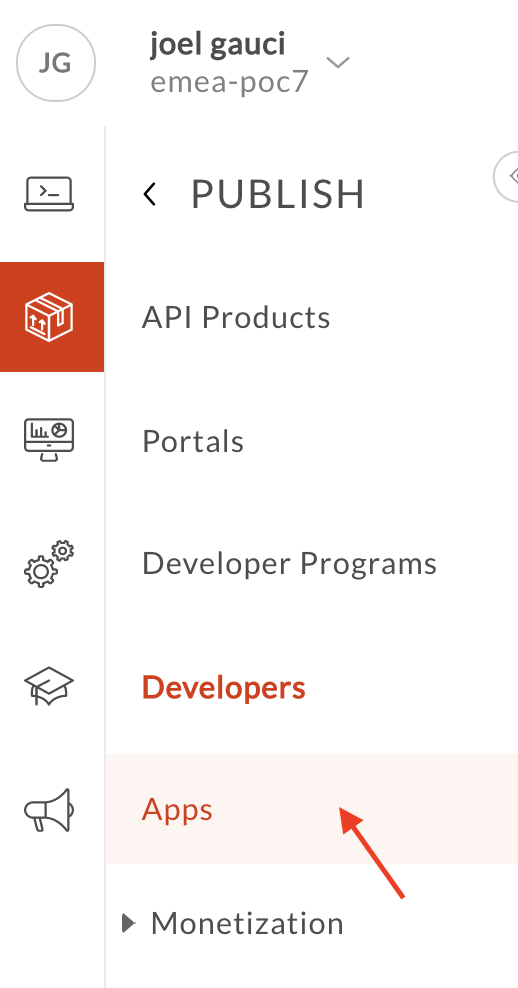 JG
joel gauci
emea-poc7
PUBLISH
API Products
Portals
Developer Programs
Developers
Apps
Monetization